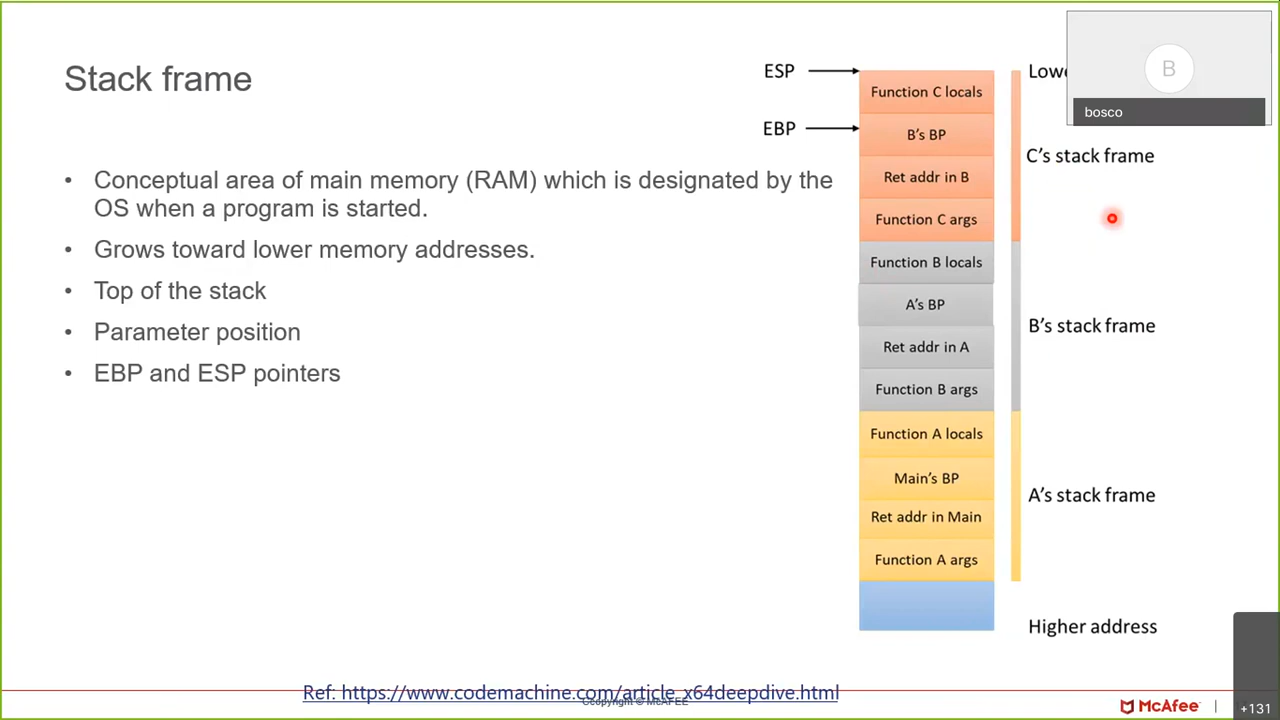 Stack frame
• Conceptual area of main memory (RAM) which is designated by the
OS when a program is started.
• Grows toward lower memory addresses.
• Top of the stack
• Parameter position
• EBP and ESP pointers
ESP
EBP
Function C locals
B's BP
Ret addr in B
Function C args
Function B locals
A's BP
Ret addr in A
Function B args
Function A locals
Main's BP
Ret addr in Main
Function A args
C's stack frame
B's stack frame
A's stack frame
Higher address
B
bosco
Ref: https://www.codemachine.com/article_x64deepdive.html
Ccopyright © McAFEE
McAfee
+131